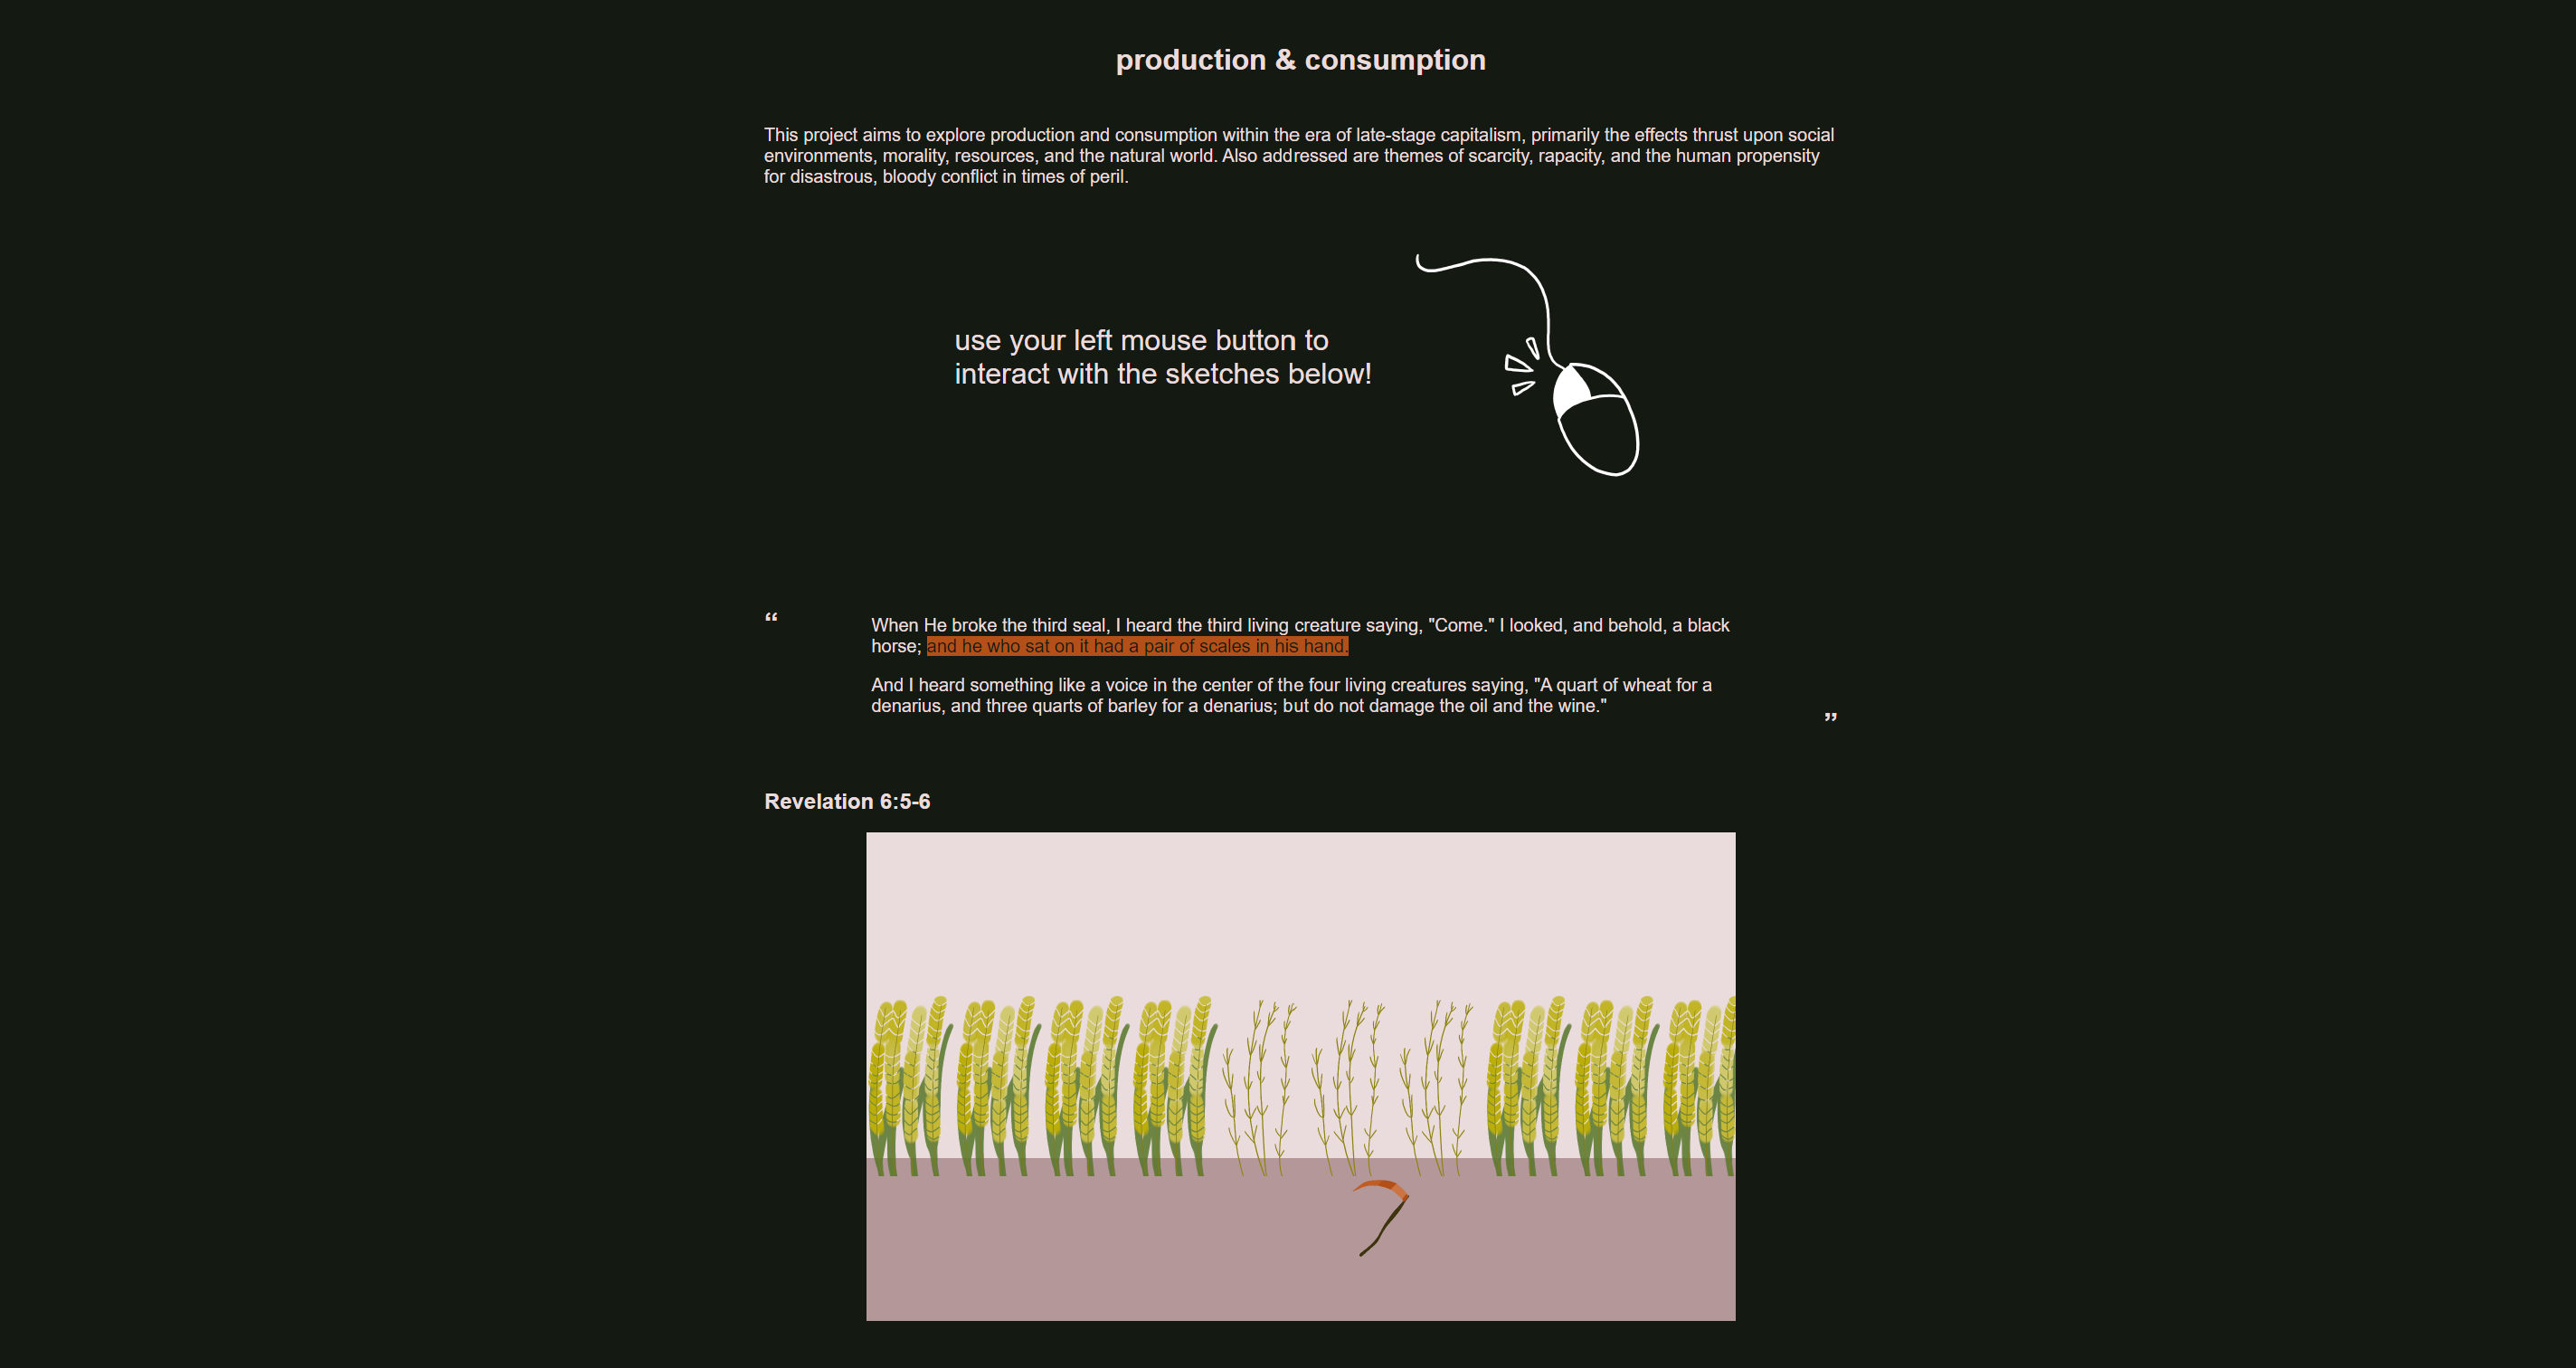 production & consumption
This project aims to explore production and consumption within the era of late-stage capitalism, primarily the effects thrust upon social
environments, morality, resources, and the natural world. Also addressed are themes of scarcity, rapacity, and the human propensity
for disastrous, bloody conflict in times of peril.
use your left mouse button to
interact with the sketches below!
“
When He broke the third seal, I heard the third living creature saying, "Come." I looked, and behold, a black
horse; and he who sat on it had a pair of scales in his hand.
And I heard something like a voice in the center of the four living creatures saying, "A quart of wheat for a
denarius, and three quarts of barley for a denarius; but do not damage the oil and the wine."
”
Revelation 6:5-6